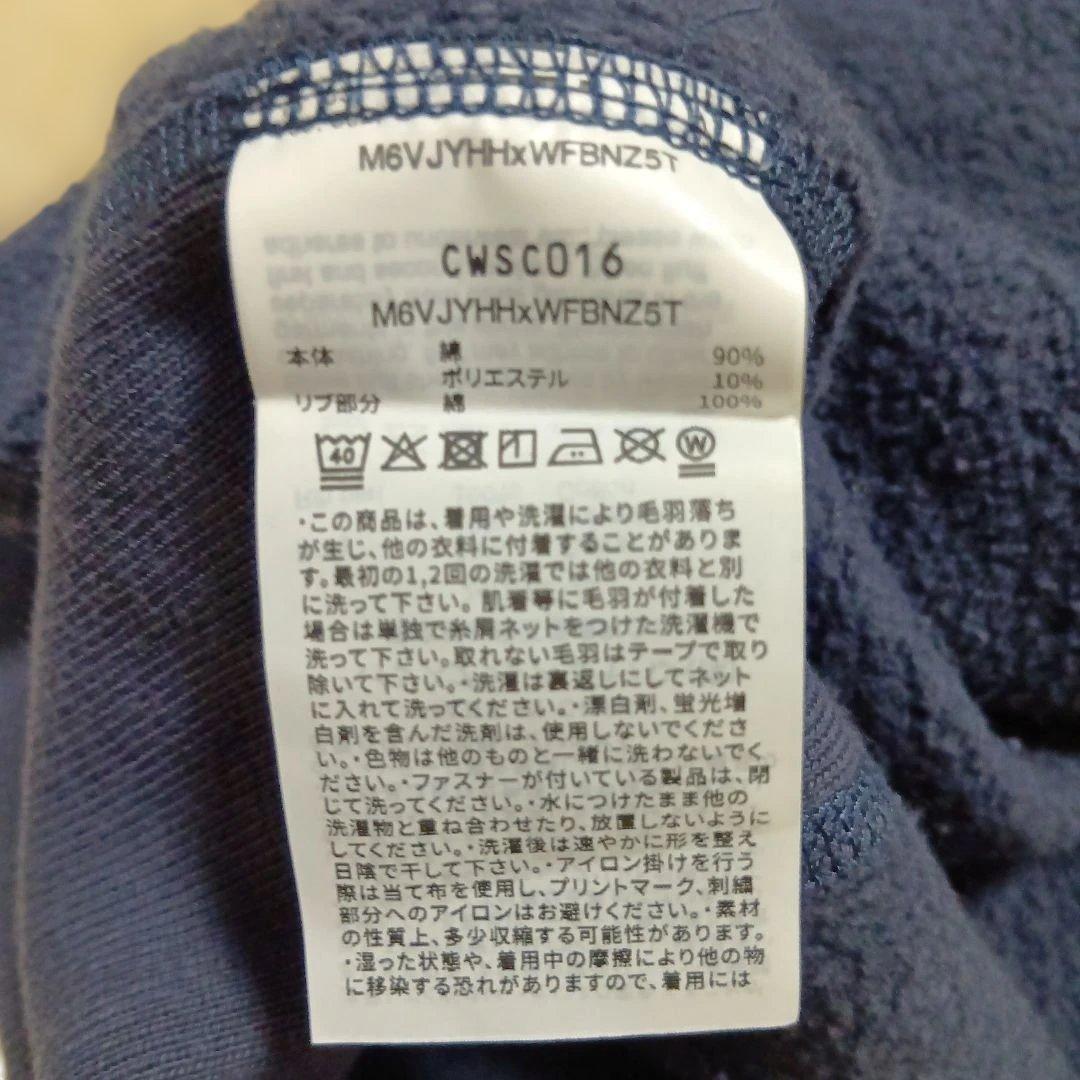 M6VJYHHxWFBNZ5T
CWSC016
M6VJYHHxWFBNZ5T
本体 綿 90%
ポリエステル 10%
リブ部分 綿 100%
40
W
・この商品は、着用や洗濯により毛羽落ち
が生じ、他の衣料に付着することがありま
す。最初の1,2回の洗濯では他の衣料と別
に洗って下さい。肌着等に毛羽が付着した
場合は単独で糸屑ネットをつけた洗濯機で
洗って下さい。取れない毛羽はテープで取り
除いて下さい。・洗濯は裏返しにしてネット
に入れて洗ってください。・漂白剤、蛍光増
白剤を含んだ洗剤は、使用しないでくださ
い。・色物は他のものと一緒に洗わないでく
ださい。・ファスナーが付いている製品は、閉
じて洗ってください。・水につけたまま他の
洗濯物と重ね合わせたり、放置しないように
してください。・洗濯後は速やかに形を整え
日陰で干して下さい。・アイロン掛けを行う
際は当て布を使用し、プリントマーク、刺繍
部分へのアイロンはお避けください。・素材
の性質上、多少収縮する可能性があります。
・湿った状態や、着用中の摩擦により他の物
に移染する恐れがありますので、着用には